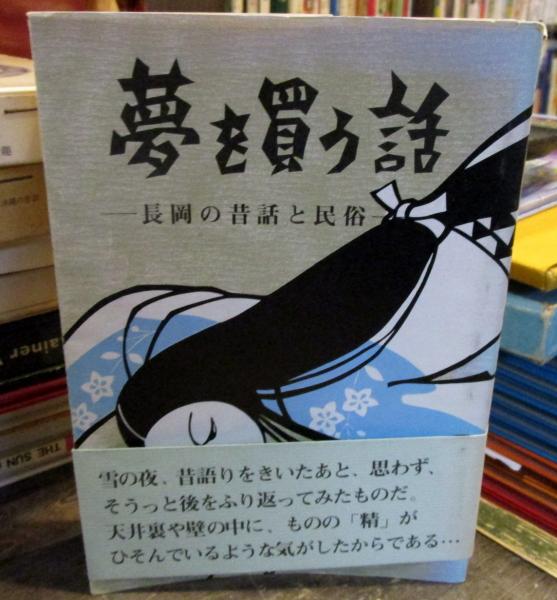 夢を買う話
―長岡の昔話と民俗―
雪の夜、昔語りをきいたあと、思わず、
そうっと後をふり返ってみたものだ。
天井裏や壁の中に、ものの「精」が
ひそんでいるような気がしたからである…
THE SUN